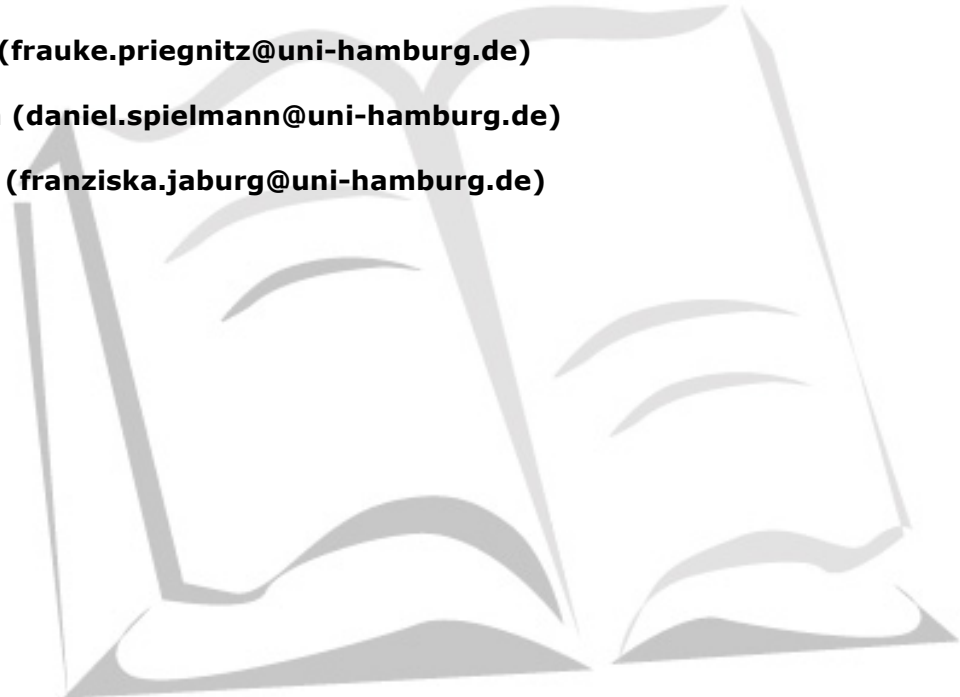 (frauke.priegnitz@uni-hamburg.de)
(daniel.spielmann@uni-hamburg.de)
(franziska.jaburg@uni-hamburg.de)